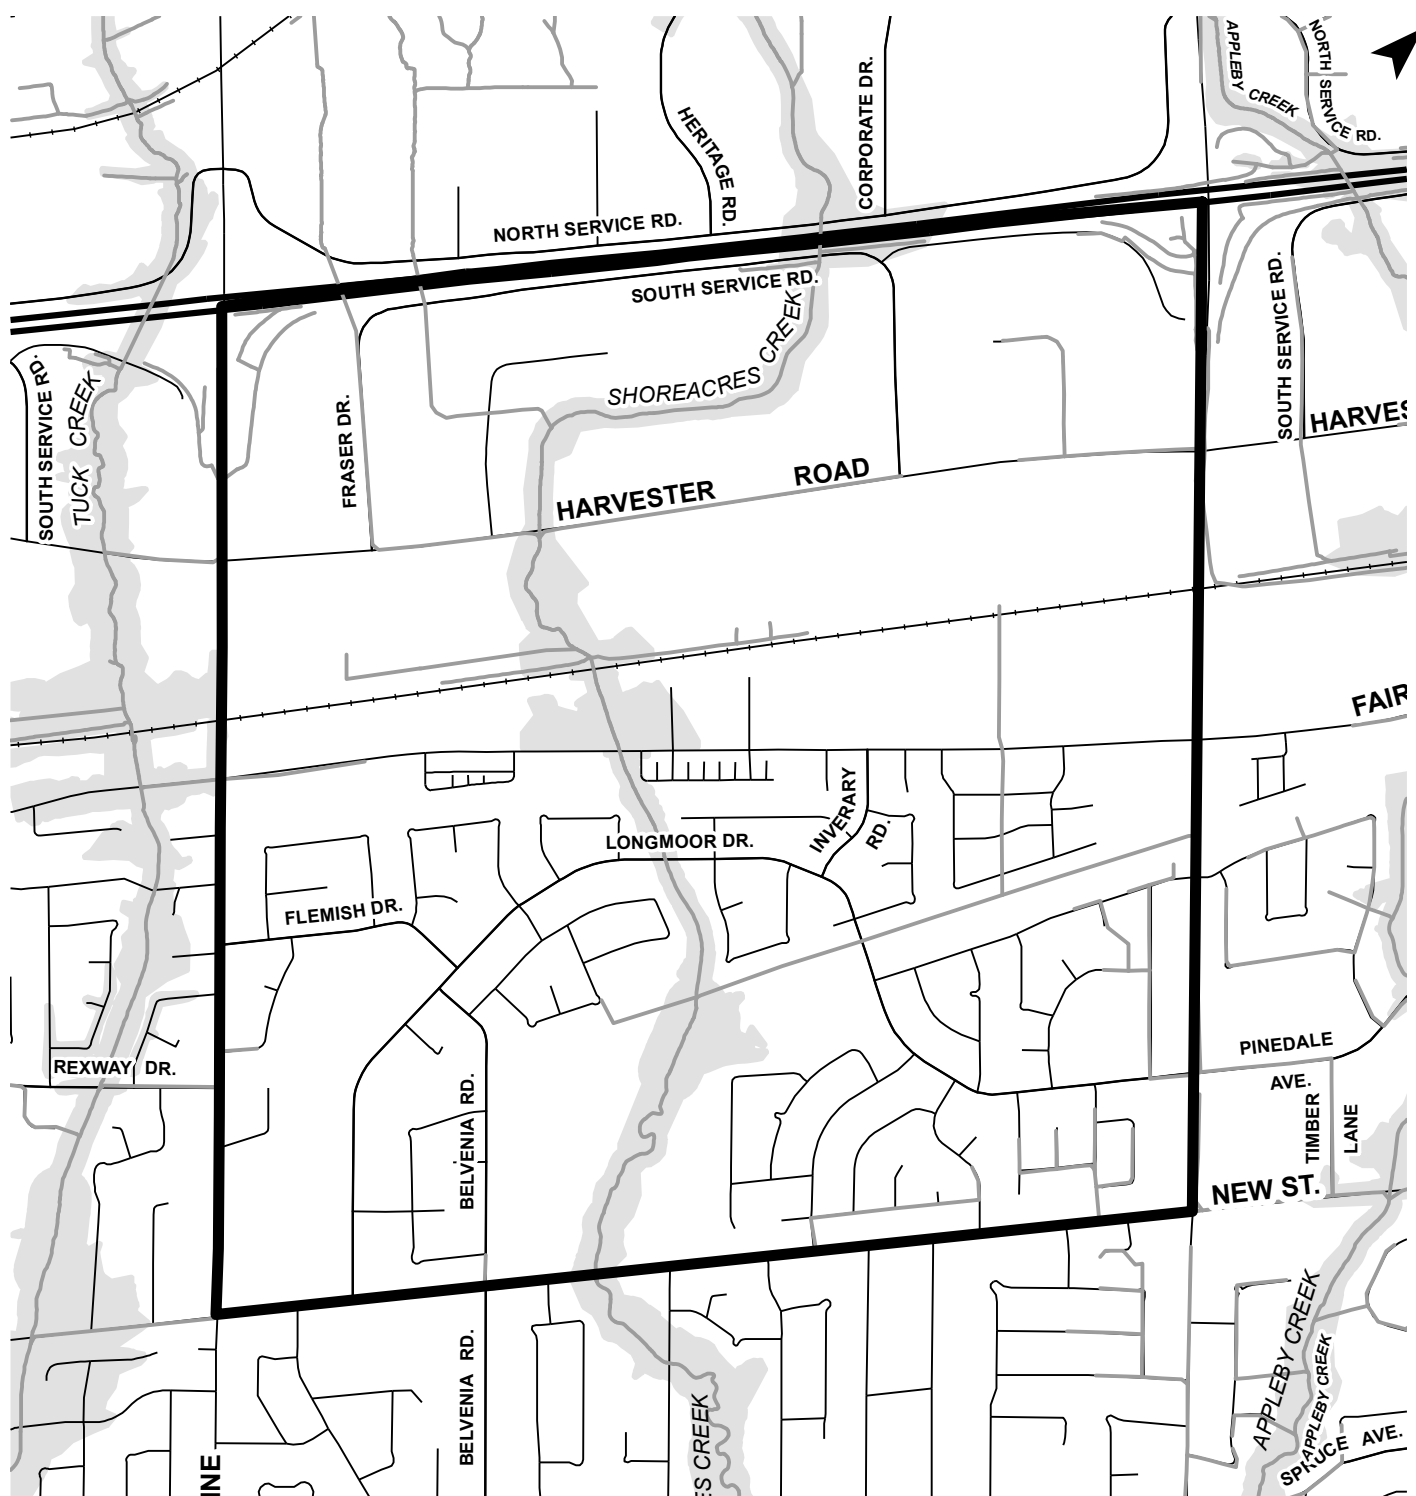 APPLEBY CREEK
NORTH SERVICE RD.
CORPORATE DR.
HERITAGE RD.
NORTH SERVICE RD.
SOUTH SERVICE RD.
SHOREACRES CREEK
SOUTH SERVICE RD.
TUCK CREEK
FRASER DR.
SOUTH SERVICE RD.
HARVES
HARVESTER ROAD
FAIR
INVERARY RD.
LONGMOOR DR.
FLEMISH DR.
REXWAY DR.
PINEDALE
AVE.
TIMBER
LANE
BELVENIA RD.
NEW ST.
APPLEBY CREEK
APPLEBY CREEK
BELVENIA RD.
ES CREEK
SPRUCE AVE.
INE